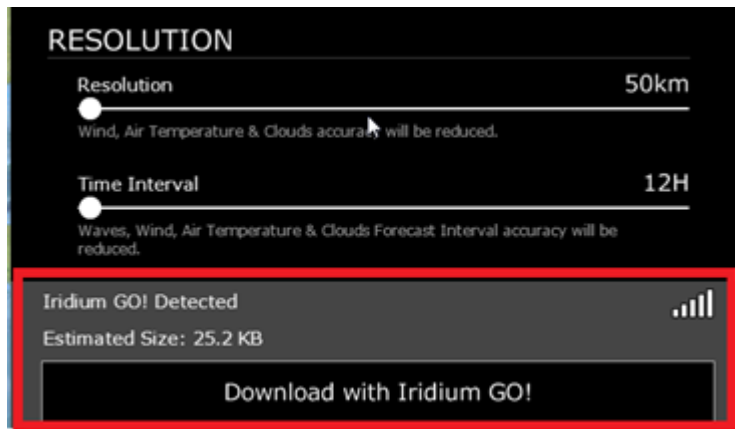 RESOLUTION
Resolution 50km
Wind, Air Temperature & Clouds accuracy will be reduced.
Time Interval 12H
Waves, Wind, Air Temperature & Clouds Forecast Interval accuracy will be
reduced.
Iridium GO! Detected
Estimated Size: 25.2 KB
Download with Iridium GO!